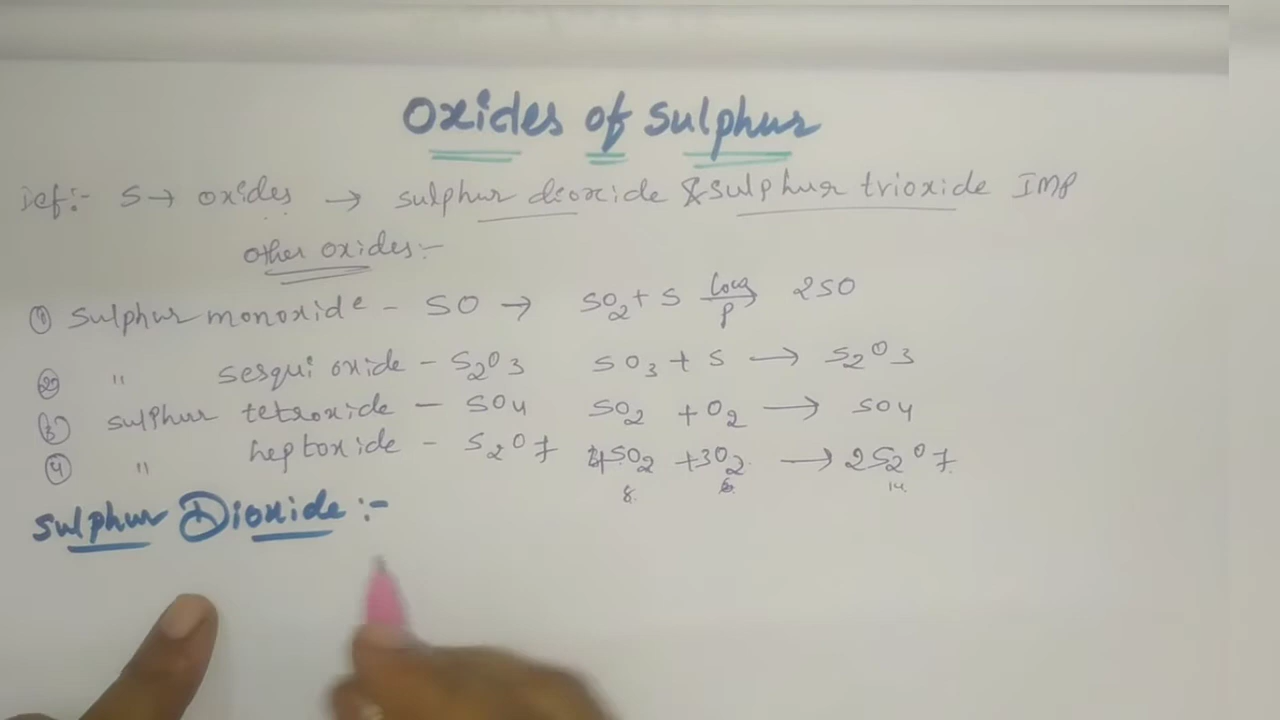 Oxides of Sulphur
Def:- S → oxides → sulphur dioxide & sulphur trioxide IMP
other oxides:-
① Sulphur monoxide - SO → SO2 + S → 2SO
P
② " sesqui oxide - S2O3 SO3 + S → S2O3
③ sulphur tetroxide - SO4 SO2 + O2 → SO4
④ " heptoxide - S2O7 4SO2 + 3O2 → 2S2O7
8 6 14
Sulphur Dioxide :-